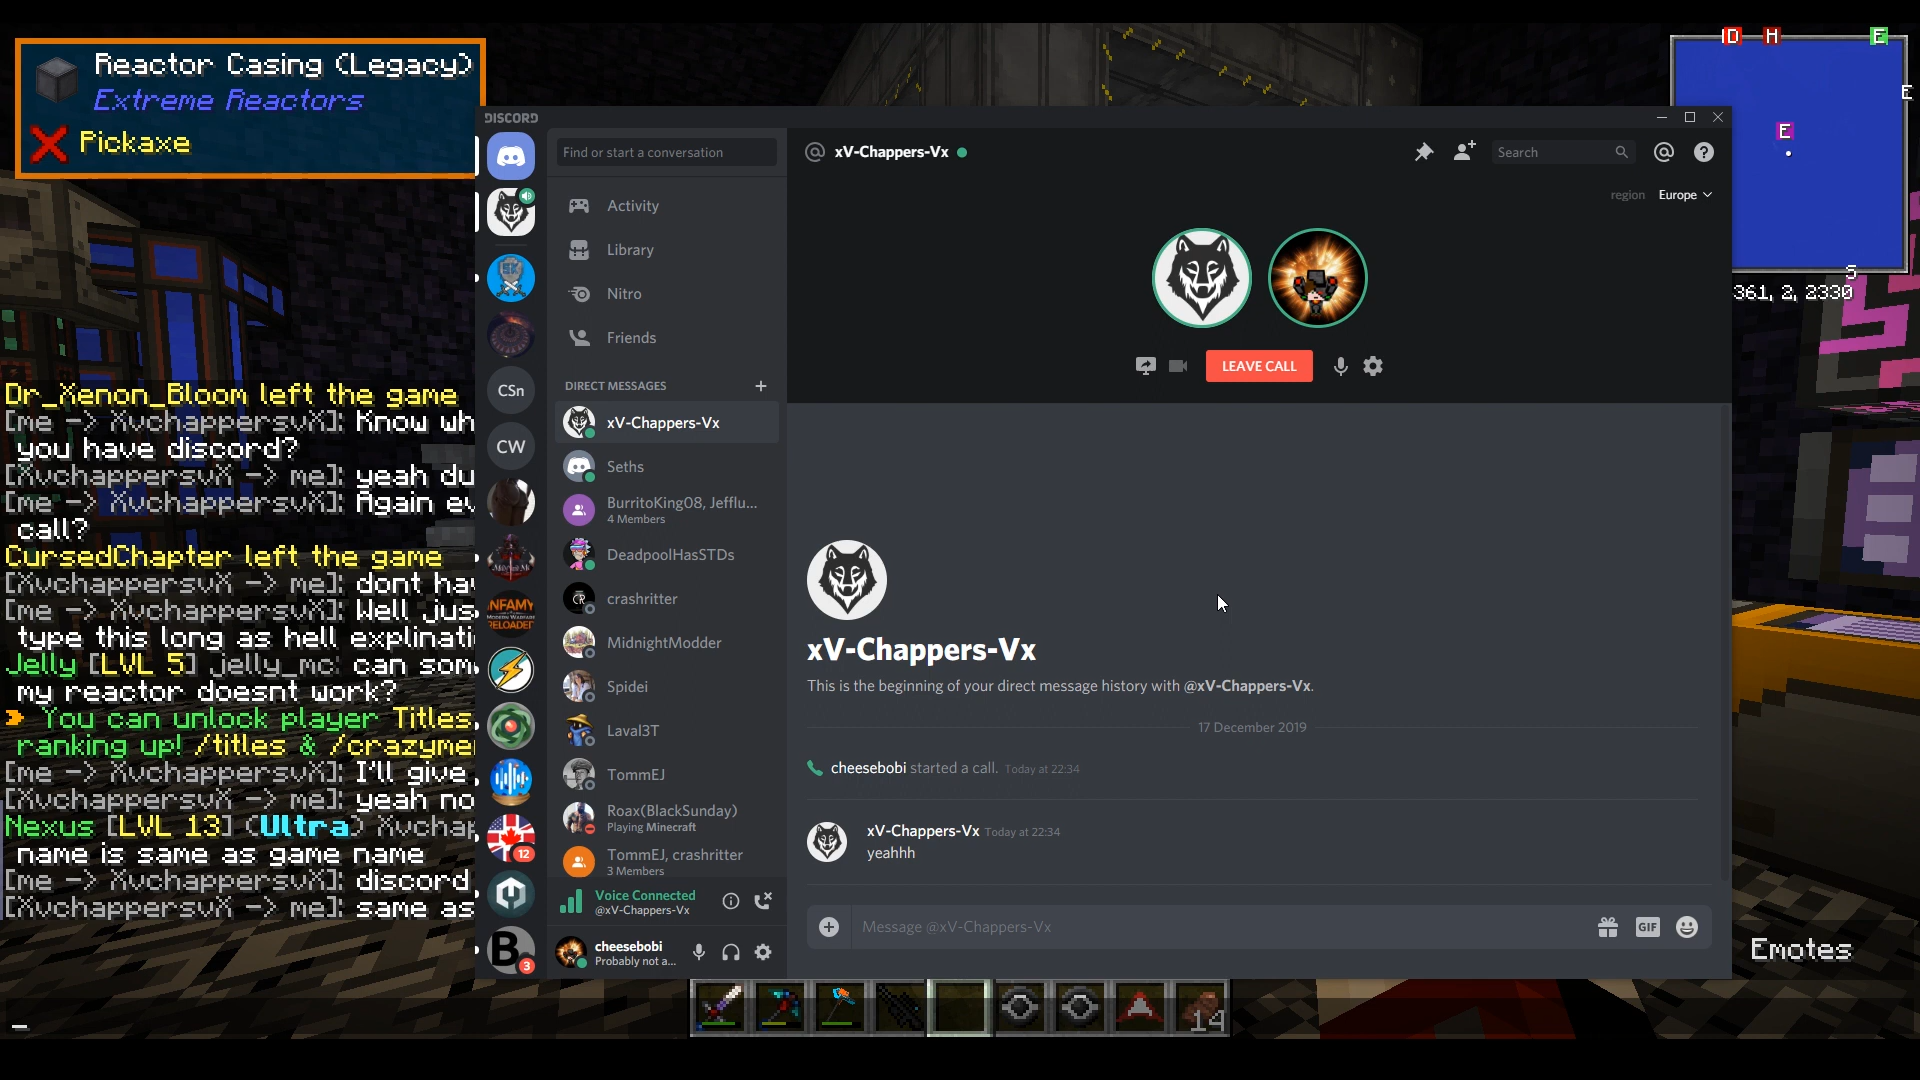 Reactor Casing (Legacy)
Extreme Reactors
Pickaxe
Dr_Xenon_Bloom left the game
[me -> XvchappersvX]: Know wh
you have discord?
[XvchappersvX -> me]: yeah du
[me -> XvchappersvX]: Again ev
call?
CursedChapter left the game
[XvchappersvX -> me]: dont hav
[me -> XvchappersvX]: Well jus
type this long as hell explinati
Jelly [LVL 5] jelly_mc: can som
my reactor doesnt work?
You can unlock player Titles
ranking up! /titles & /crazyme
[me -> XvchappersvX]: I'll give
[XvchappersvX -> me]: yeah no
Nexus [LVL 13] (Ultra) Xvchap
name is same as game name
[me -> XvchappersvX]: discord
[XvchappersvX -> me]: same as
DISCORD
CSn
CW
INFAMY
MODERN WARFARE
RELOADED
12
B
3
Find or start a conversation
Activity
Library
Nitro
Friends
DIRECT MESSAGES
xV-Chappers-Vx
Seths
BurritoKing08, Jefflu...
4 Members
DeadpoolHasSTDs
crashritter
MidnightModder
Spidei
Laval3T
TommEJ
Roax(BlackSunday)
Playing Minecraft
TommEJ, crashritter
3 Members
Voice Connected
@xV-Chappers-Vx
cheesebobi
Probably not a...
@ xV-Chappers-Vx
Search
region Europe
LEAVE CALL
xV-Chappers-Vx
This is the beginning of your direct message history with @xV-Chappers-Vx.
17 December 2019
cheesebobi started a call. Today at 22:34
xV-Chappers-Vx Today at 22:34
yeahhh
Message @xV-Chappers-Vx
GIF
D H E
E
E
S
361, 2, 2330
Emotes
14